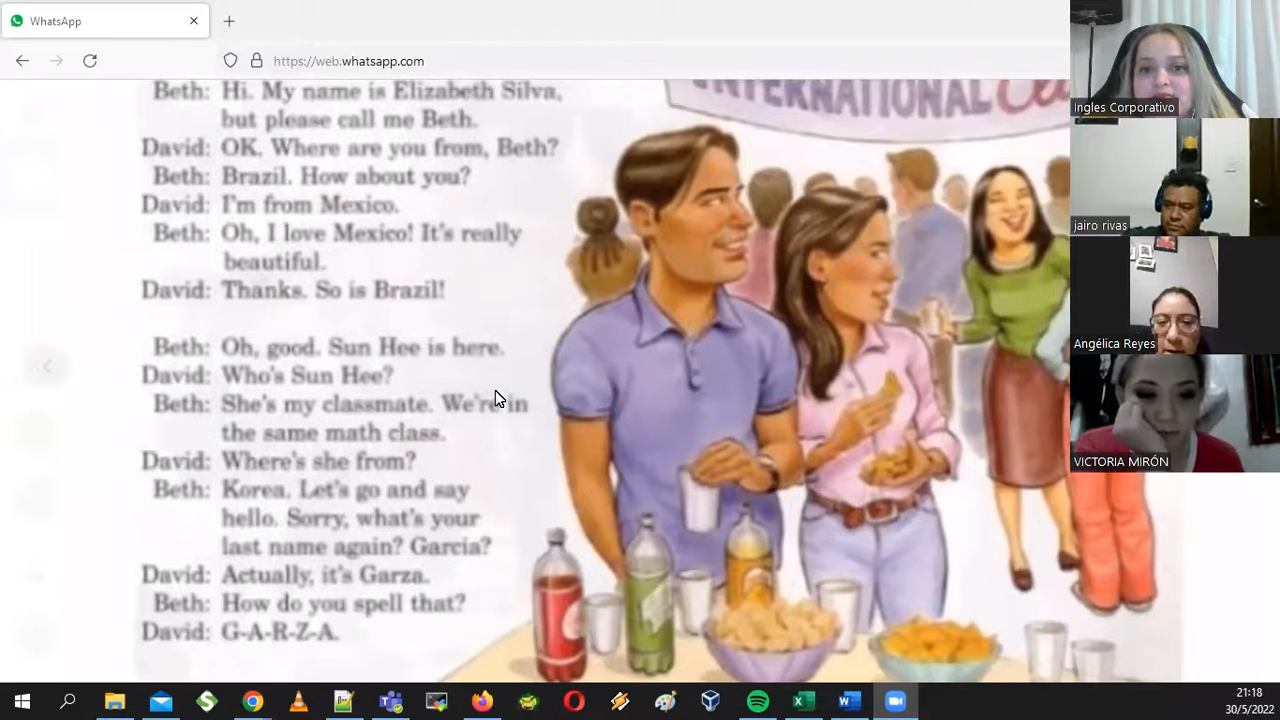 WhatsApp
https://web.whatsapp.com
INTERNATIONAL
Beth: Hi. My name is Elizabeth Silva,
but please call me Beth.
David: OK. Where are you from, Beth?
Beth: Brazil. How about you?
David: I'm from Mexico.
Beth: Oh, I love Mexico! It's really
beautiful.
David: Thanks. So is Brazil!
Beth: Oh, good. Sun Hee is here.
David: Who's Sun Hee?
Beth: She's my classmate. We're in
the same math class.
David: Where's she from?
Beth: Korea. Let's go and say
hello. Sorry, what's your
last name again? Garcia?
David: Actually, it's Garza.
Beth: How do you spell that?
David: G-A-R-Z-A.
Ingles Corporativo
jairo rivas
Angélica Reyes
VICTORIA MIRÓN
21:18
30/5/2022